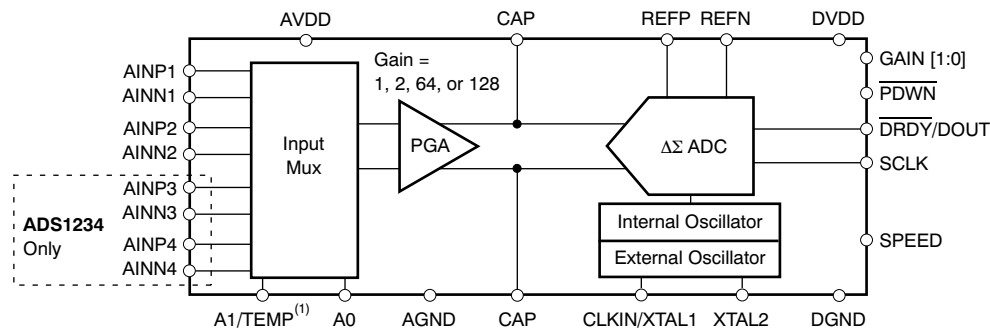 AVDD CAP REFP REFN DVDD
Gain =
1, 2, 64, or 128
GAIN [1:0]
AINP1
AINN1
PDWN
AINP2
AINN2
Input
Mux
PGA
ΔΣ ADC
DRDY/DOUT
SCLK
AINP3
AINN3
ADS1234
Only
AINP4
AINN4
Internal Oscillator
External Oscillator
SPEED
A1/TEMP(1) A0 AGND CAP CLKIN/XTAL1 XTAL2 DGND